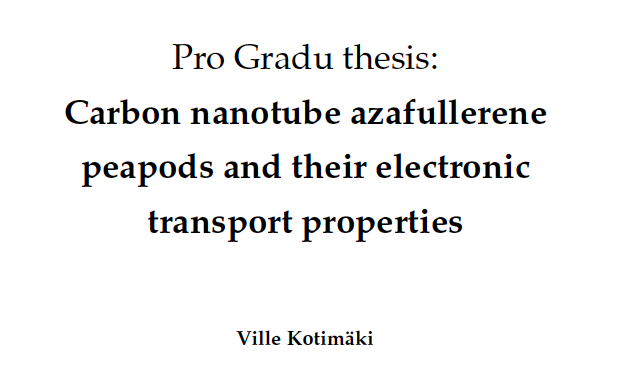 Pro Gradu thesis:
Carbon nanotube azafullerene
peapods and their electronic
transport properties
Ville Kotimäki